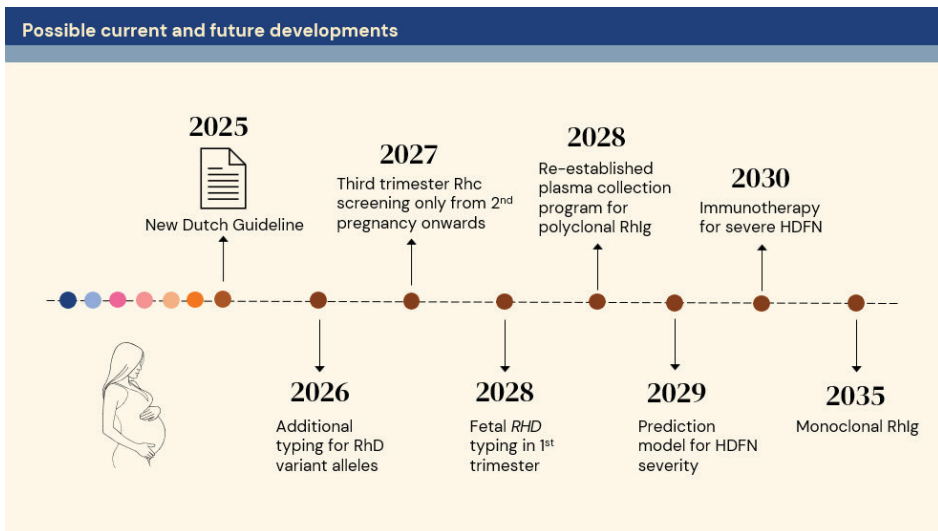 Possible current and future developments
2025
New Dutch Guideline
2026
Additional
typing for RhD
variant alleles
2027
Third trimester Rhc
screening only from 2nd
pregnancy onwards
2028
Fetal RHD
typing in 1st
trimester
2028
Re-established
plasma collection
program for
polyclonal RhIg
2029
Prediction
model for HDFN
severity
2030
Immunotherapy
for severe HDFN
2035
Monoclonal RhIg